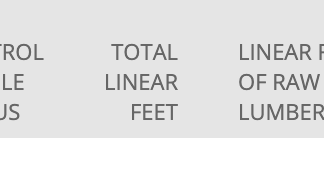 TROL TOTAL LINEAR F
LE LINEAR OF RAW
US FEET LUMBER